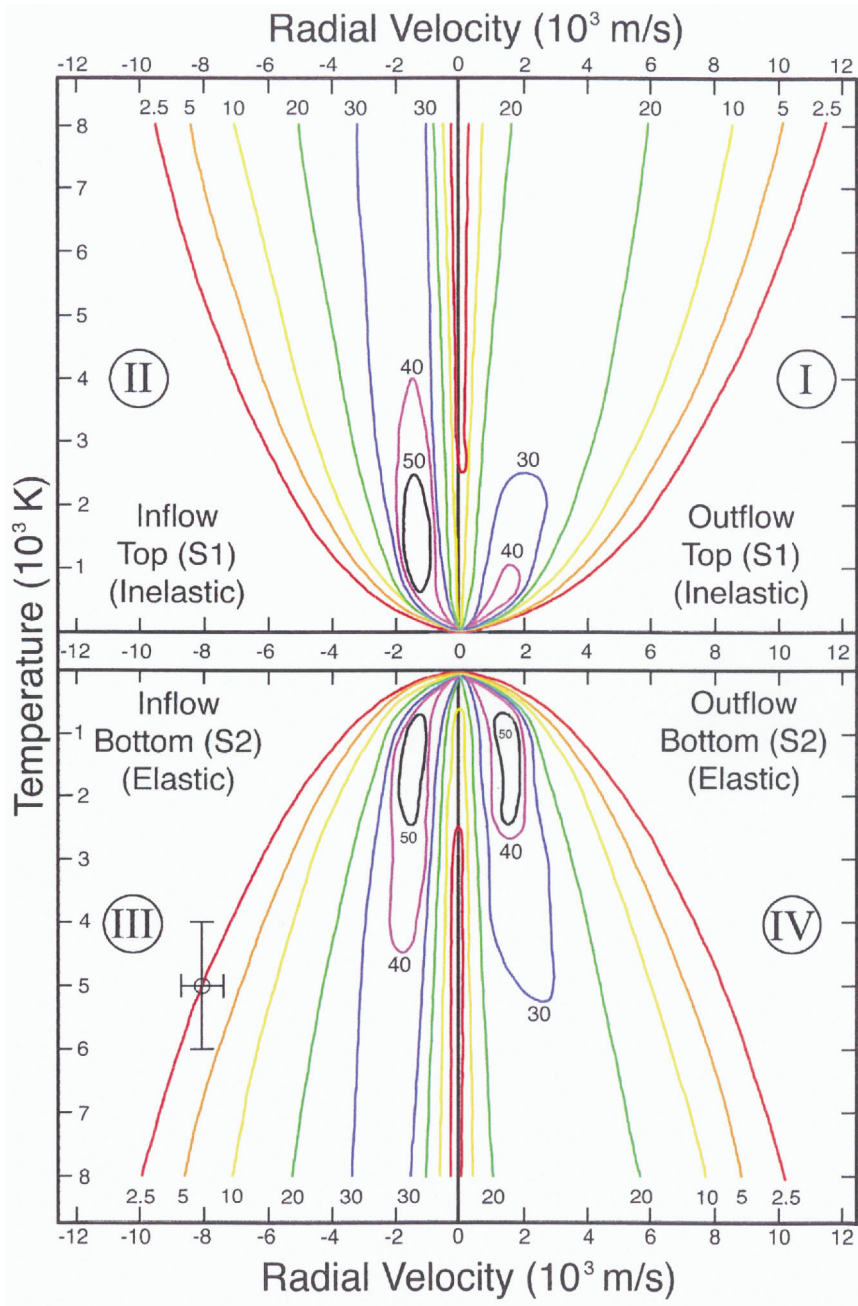 Radial Velocity (10³ m/s)
-12 -10 -8 -6 -4 -2 0 2 4 6 8 10 12
2.5 5 10 20 30 30 20 20 10 5 2.5
8
7
6
5
4
3
2
1
II
I
40
50
30
40
Inflow
Top (S1)
(Inelastic)
Outflow
Top (S1)
(Inelastic)
Temperature (10³ K)
-12 -10 -8 -6 -4 -2 0 2 4 6 8 10 12
Inflow
Bottom (S2)
(Elastic)
Outflow
Bottom (S2)
(Elastic)
1
2
3
4
5
6
7
8
50
50
40
40
30
III
IV
2.5 5 10 20 30 30 20 20 10 5 2.5
-12 -10 -8 -6 -4 -2 0 2 4 6 8 10 12
Radial Velocity (10³ m/s)